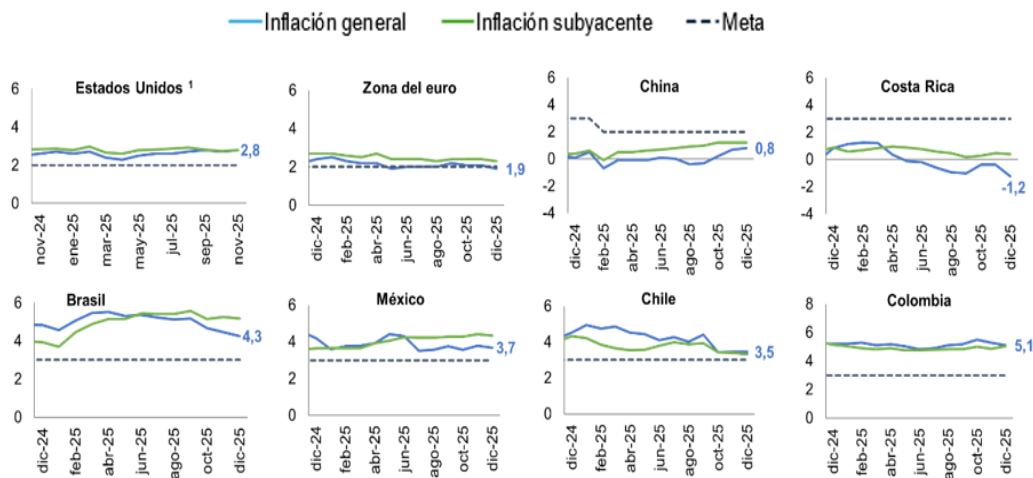 Inflación general Inflación subyacente Meta
Estados Unidos ¹
6
4
2
0
2,8
nov-24 ene-25 mar-25 may-25 jul-25 sep-25 nov-25
Zona del euro
6
4
2
0
1,9
dic-24 feb-25 abr-25 jun-25 ago-25 oct-25 dic-25
China
6
4
2
0
-2
-4
0,8
dic-24 feb-25 abr-25 jun-25 ago-25 oct-25 dic-25
Costa Rica
6
4
2
0
-2
-4
-1,2
dic-24 feb-25 abr-25 jun-25 ago-25 oct-25 dic-25
Brasil
6
4
2
0
4,3
dic-24 feb-25 abr-25 jun-25 ago-25 oct-25 dic-25
México
6
4
2
0
3,7
dic-24 feb-25 abr-25 jun-25 ago-25 oct-25 dic-25
Chile
6
4
2
0
3,5
dic-24 feb-25 abr-25 jun-25 ago-25 oct-25 dic-25
Colombia
8
6
4
2
0
5,1
dic-24 feb-25 abr-25 jun-25 ago-25 oct-25 dic-25